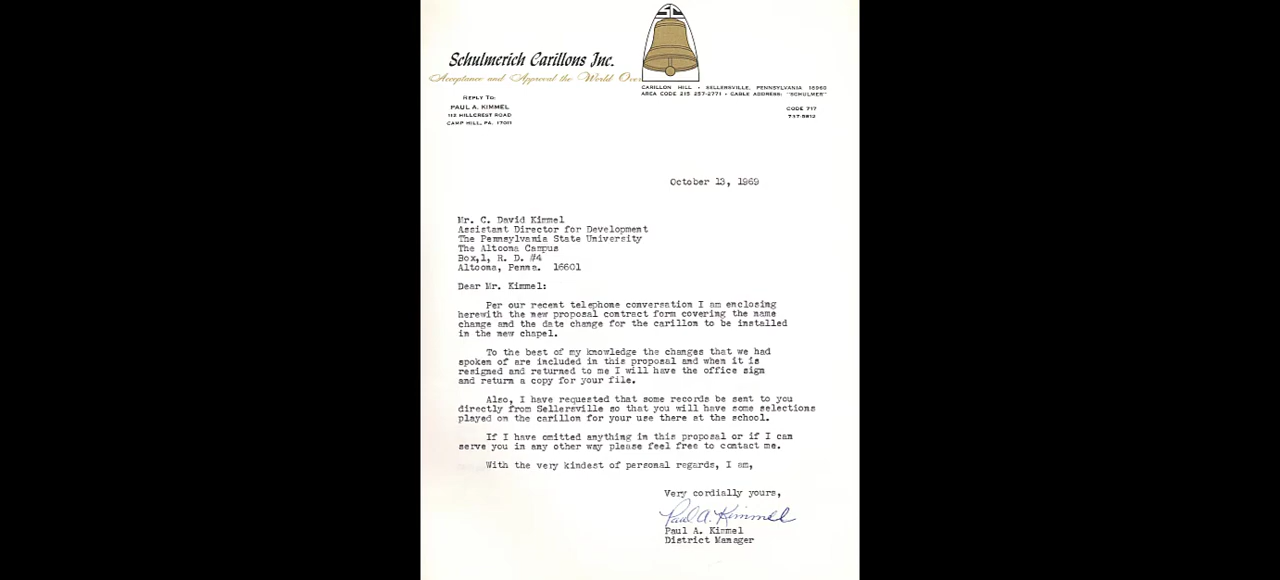 SC
Schulmerich Carillons Inc.
Acceptance and Approval the World Over
CARILLON HILL • SELLERSVILLE, PENNSYLVANIA 18960
AREA CODE 215 257-2771 • CABLE ADDRESS: "SCHULMER"
REPLY TO:
PAUL A. KIMMEL
112 HILLCREST ROAD
CAMP HILL, PA. 17011
CODE 717
737-9812
October 13, 1969
Mr. C. David Kimmel
Assistant Director for Development
The Pennsylvania State University
The Altoona Campus
Box,1, R. D. #4
Altoona, Penna. 16601
Dear Mr. Kimmel:
Per our recent telephone conversation I am enclosing
herewith the new proposal contract form covering the name
change and the date change for the carillon to be installed
in the new chapel.
To the best of my knowledge the changes that we had
spoken of are included in this proposal and when it is
resigned and returned to me I will have the office sign
and return a copy for your file.
Also, I have requested that some records be sent to you
directly from Sellersville so that you will have some selections
played on the carillon for your use there at the school.
If I have omitted anything in this proposal or if I can
serve you in any other way please feel free to contact me.
With the very kindest of personal regards, I am,
Very cordially yours,
Paul A. Kimmel
Paul A. Kimmel
District Manager